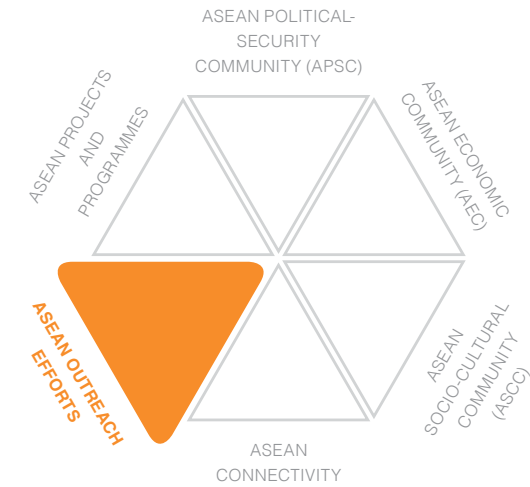 ASEAN POLITICAL-
SECURITY
COMMUNITY (APSC)
ASEAN ECONOMIC
COMMUNITY (AEC)
ASEAN
SOCIO-CULTURAL
COMMUNITY
(ASCC)
ASEAN
CONNECTIVITY
ASEAN OUTREACH
EFFORTS
ASEAN PROJECTS
AND
PROGRAMMES